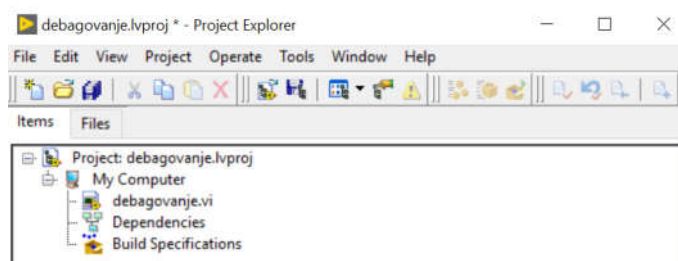 debagovanje.lvproj * - Project Explorer
File Edit View Project Operate Tools Window Help
Items Files
Project: debagovanje.lvproj
My Computer
debagovanje.vi
Dependencies
Build Specifications